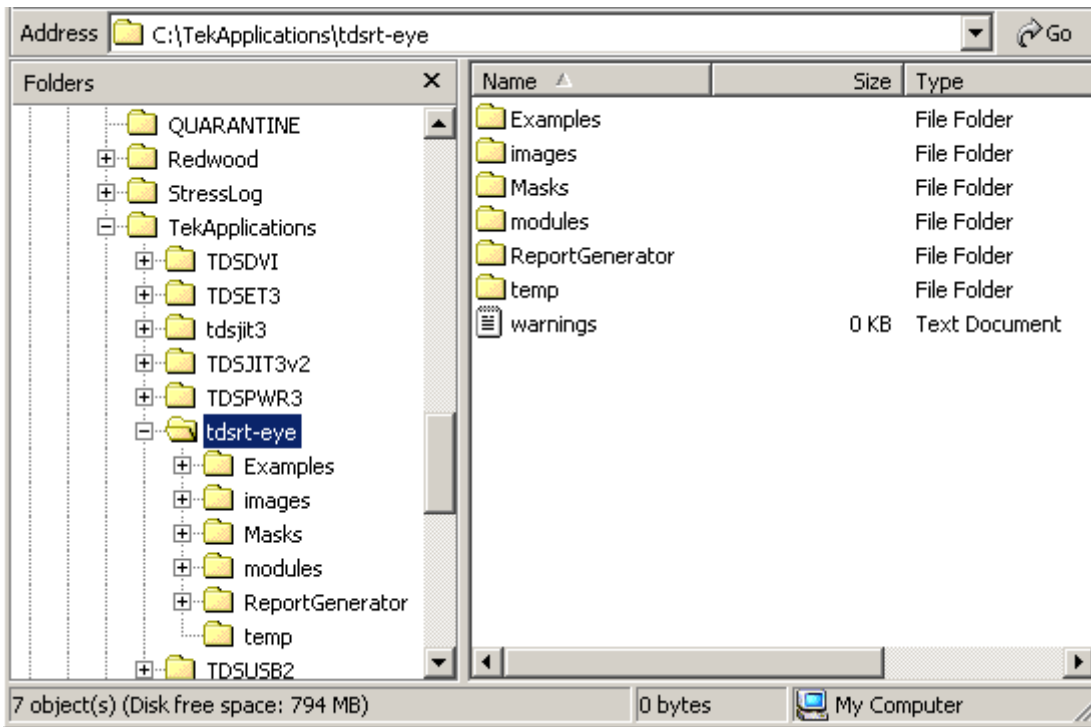 Address C:\TekApplications\tdsrt-eye Go
Folders
QUARANTINE
Redwood
StressLog
TekApplications
TDSDVI
TDSET3
tdsjit3
TDSJIT3v2
TDSPWR3
tdsrt-eye
Examples
images
Masks
modules
ReportGenerator
temp
TDSUSB2
Name Size Type
Examples File Folder
images File Folder
Masks File Folder
modules File Folder
ReportGenerator File Folder
temp File Folder
warnings 0 KB Text Document
7 object(s) (Disk free space: 794 MB) 0 bytes My Computer